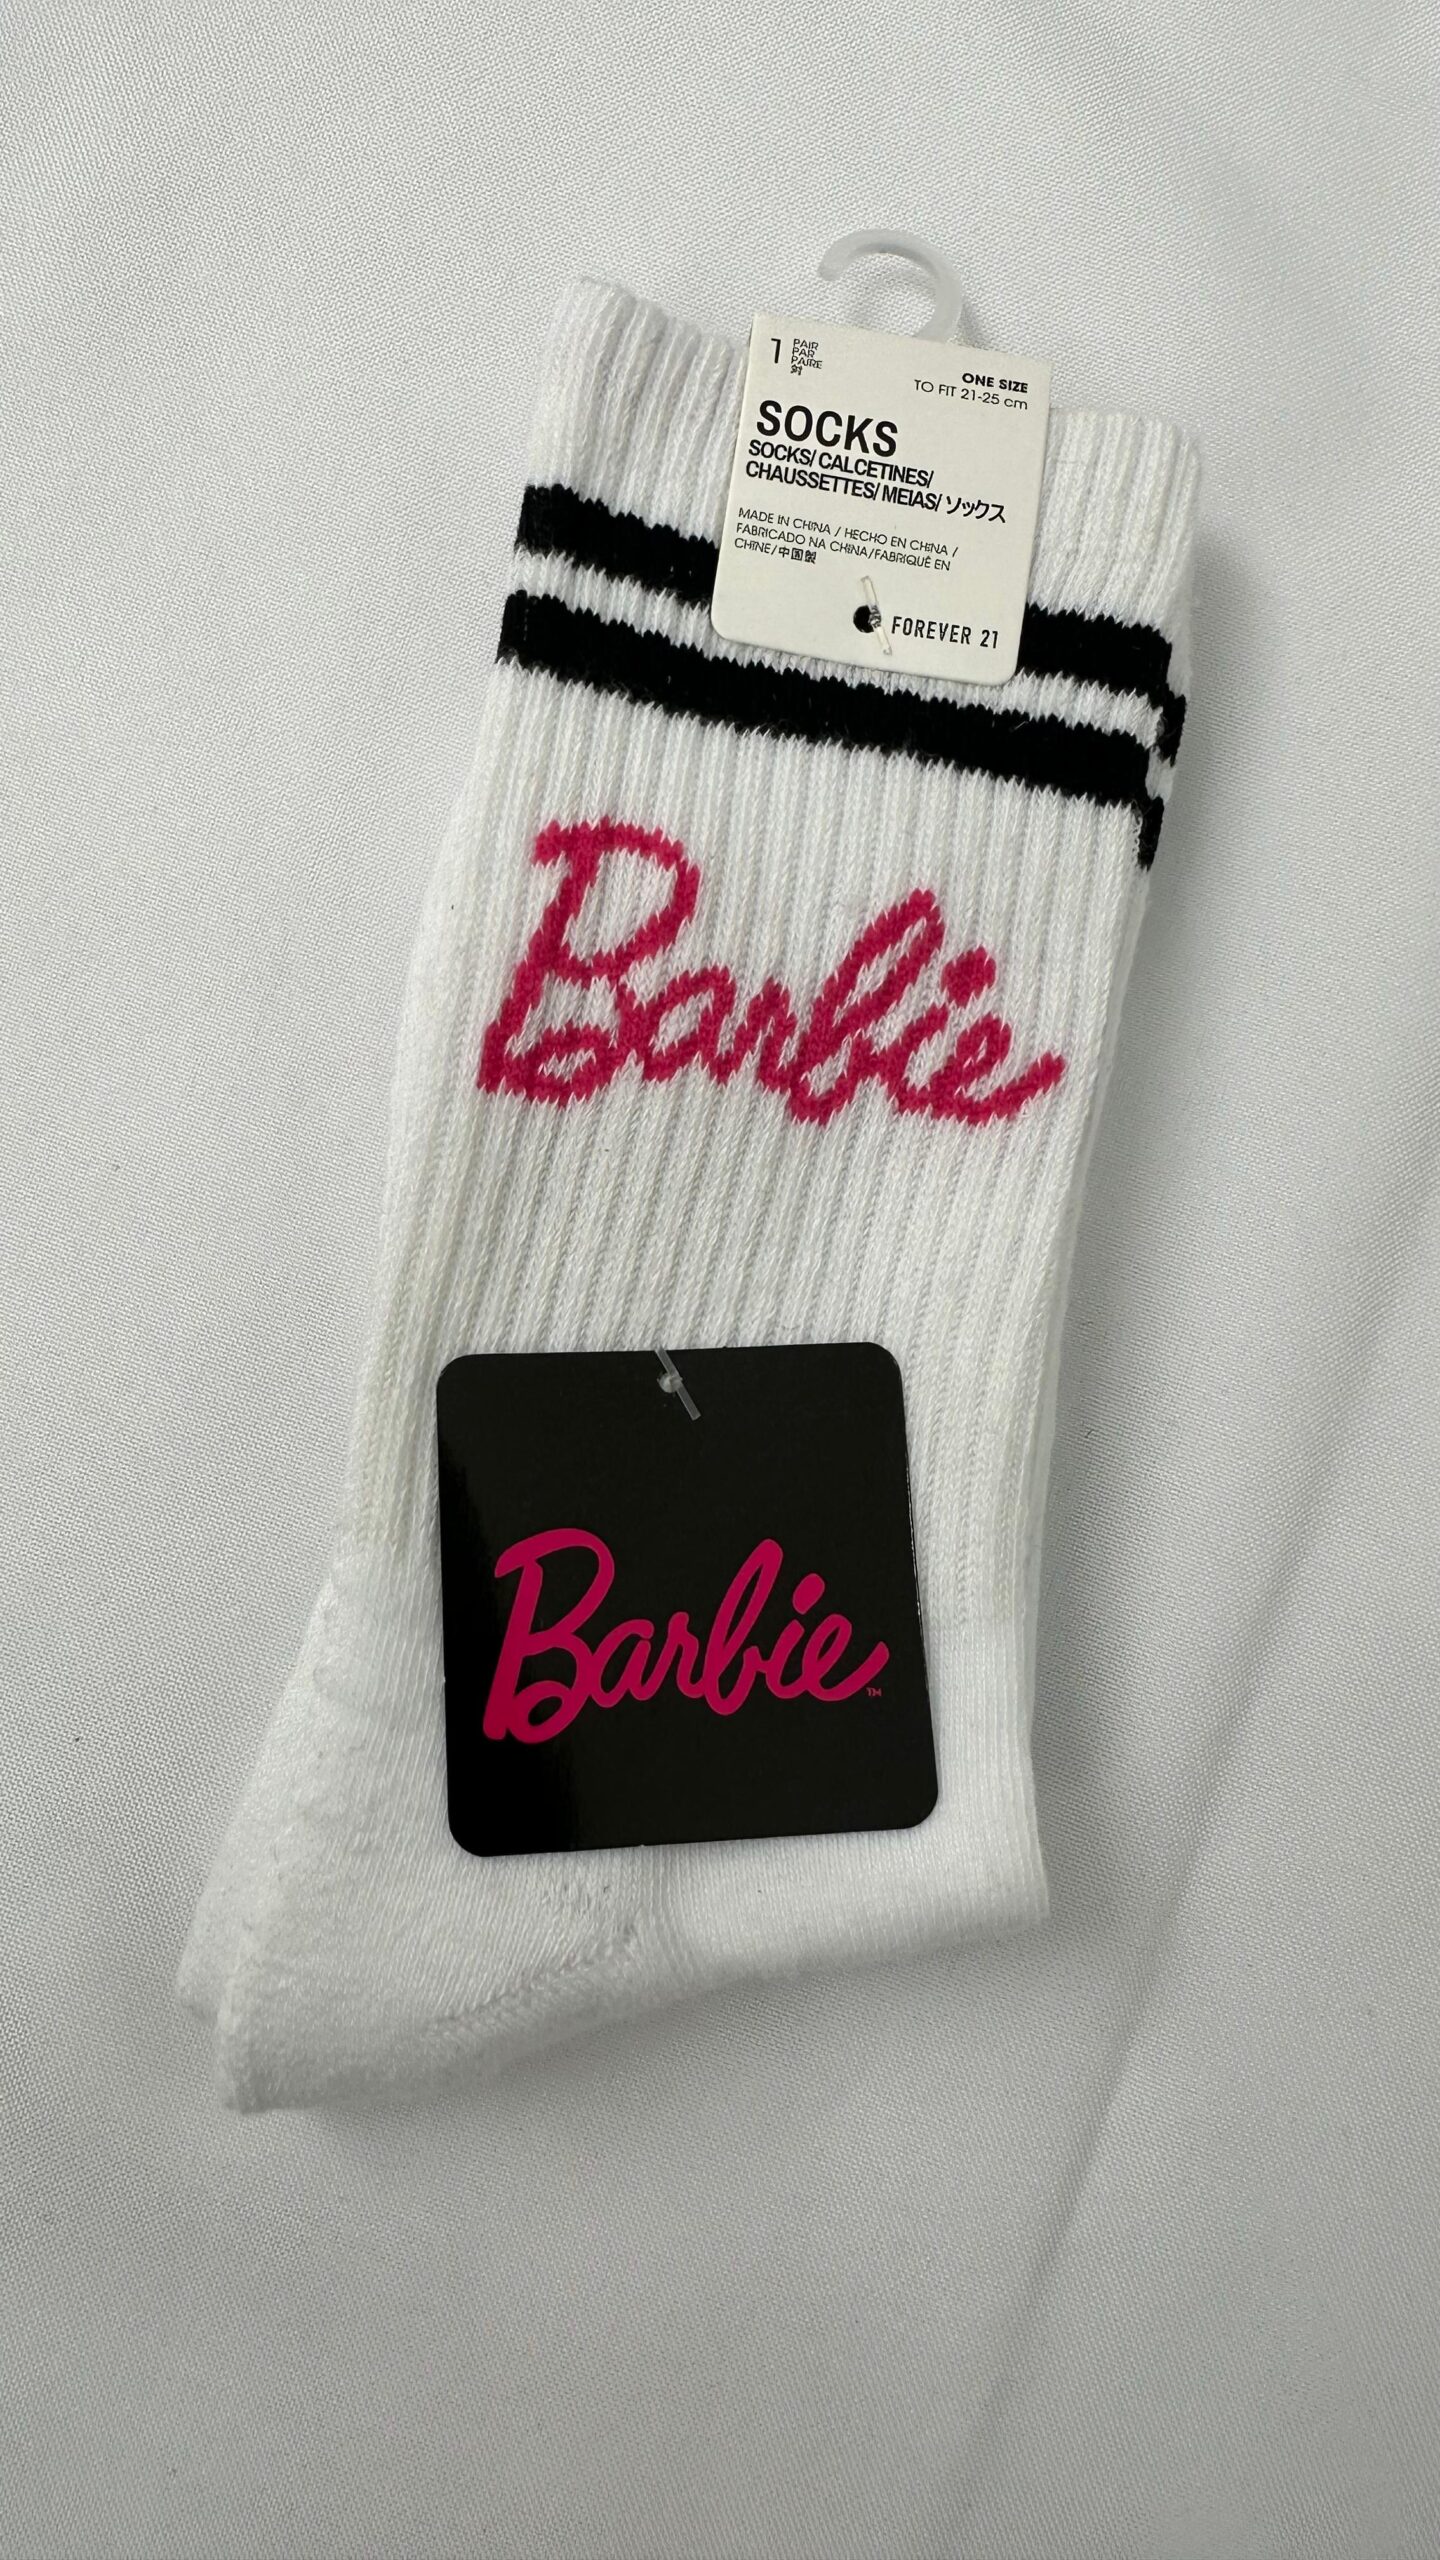 1 PAIR
PAR
PAIRE
対
ONE SIZE
TO FIT 21-25 cm
SOCKS
SOCKS/ CALCETINES/
CHAUSSETTES/ MEIAS/ ソックス
MADE IN CHINA / HECHO EN CHINA /
FABRICADO NA CHINA/FABRIQUÉ EN
CHINE/中国製
FOREVER 21
Barbie
Barbie™